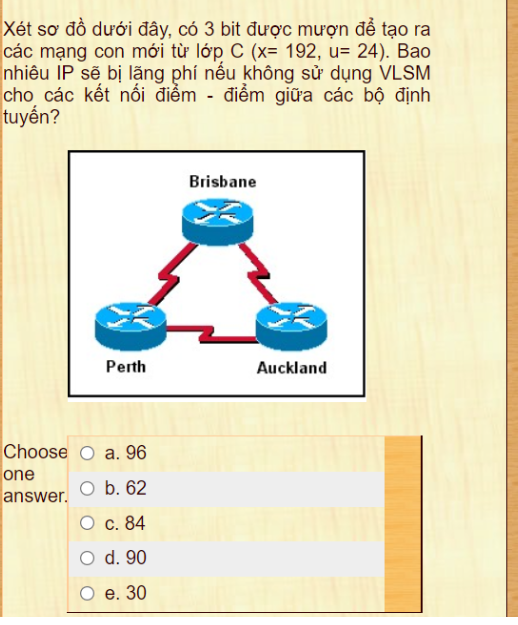 Xét sơ đồ dưới đây, có 3 bit được mượn để tạo ra
các mạng con mới từ lớp C (x= 192, u= 24). Bao
nhiêu IP sẽ bị lãng phí nếu không sử dụng VLSM
cho các kết nối điểm - điểm giữa các bộ định
tuyến?
Brisbane
Perth
Auckland
Choose
one
answer.
a. 96
b. 62
c. 84
d. 90
e. 30